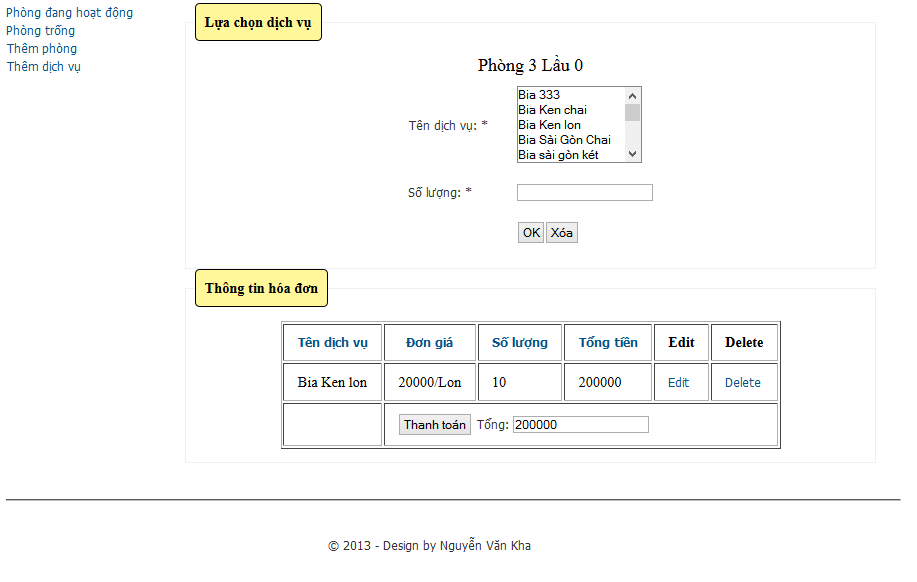 Phòng đang hoạt động
Phòng trống
Thêm phòng
Thêm dịch vụ
Lựa chọn dịch vụ
Phòng 3 Lầu 0
Tên dịch vụ: *
Bia 333
Bia Ken chai
Bia Ken lon
Bia Sài Gòn Chai
Bia sài gòn két
Số lượng: *
OK Xóa
Thông tin hóa đơn
Tên dịch vụ Đơn giá Số lượng Tổng tiền Edit Delete
Bia Ken lon 20000/Lon 10 200000 Edit Delete
Thanh toán Tổng: 200000
© 2013 - Design by Nguyễn Văn Kha